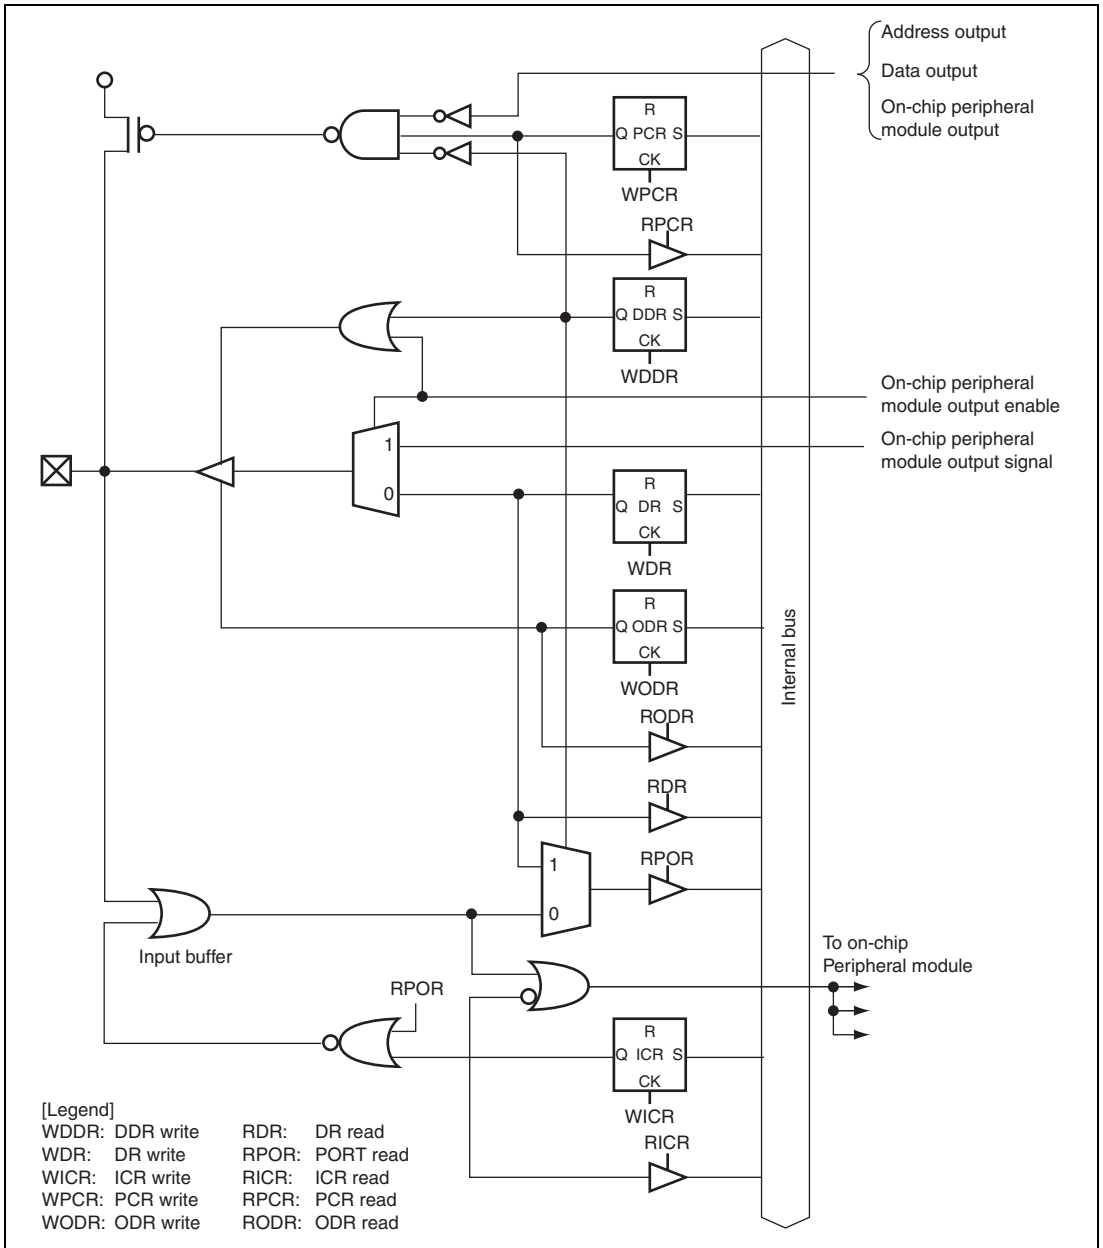 Address output
Data output
On-chip peripheral
module output
R
Q PCR S
CK
WPCR
RPCR
R
Q DDR S
CK
WDDR
On-chip peripheral
module output enable
On-chip peripheral
module output signal
1
0
R
Q DR S
CK
WDR
R
Q ODR S
CK
WODR
Internal bus
RODR
RDR
RPOR
1
0
Input buffer
To on-chip
Peripheral module
RPOR
R
Q ICR S
CK
WICR
RICR
[Legend]
WDDR: DDR write RDR: DR read
WDR: DR write RPOR: PORT read
WICR: ICR write RICR: ICR read
WPCR: PCR write RPCR: PCR read
WODR: ODR write RODR: ODR read